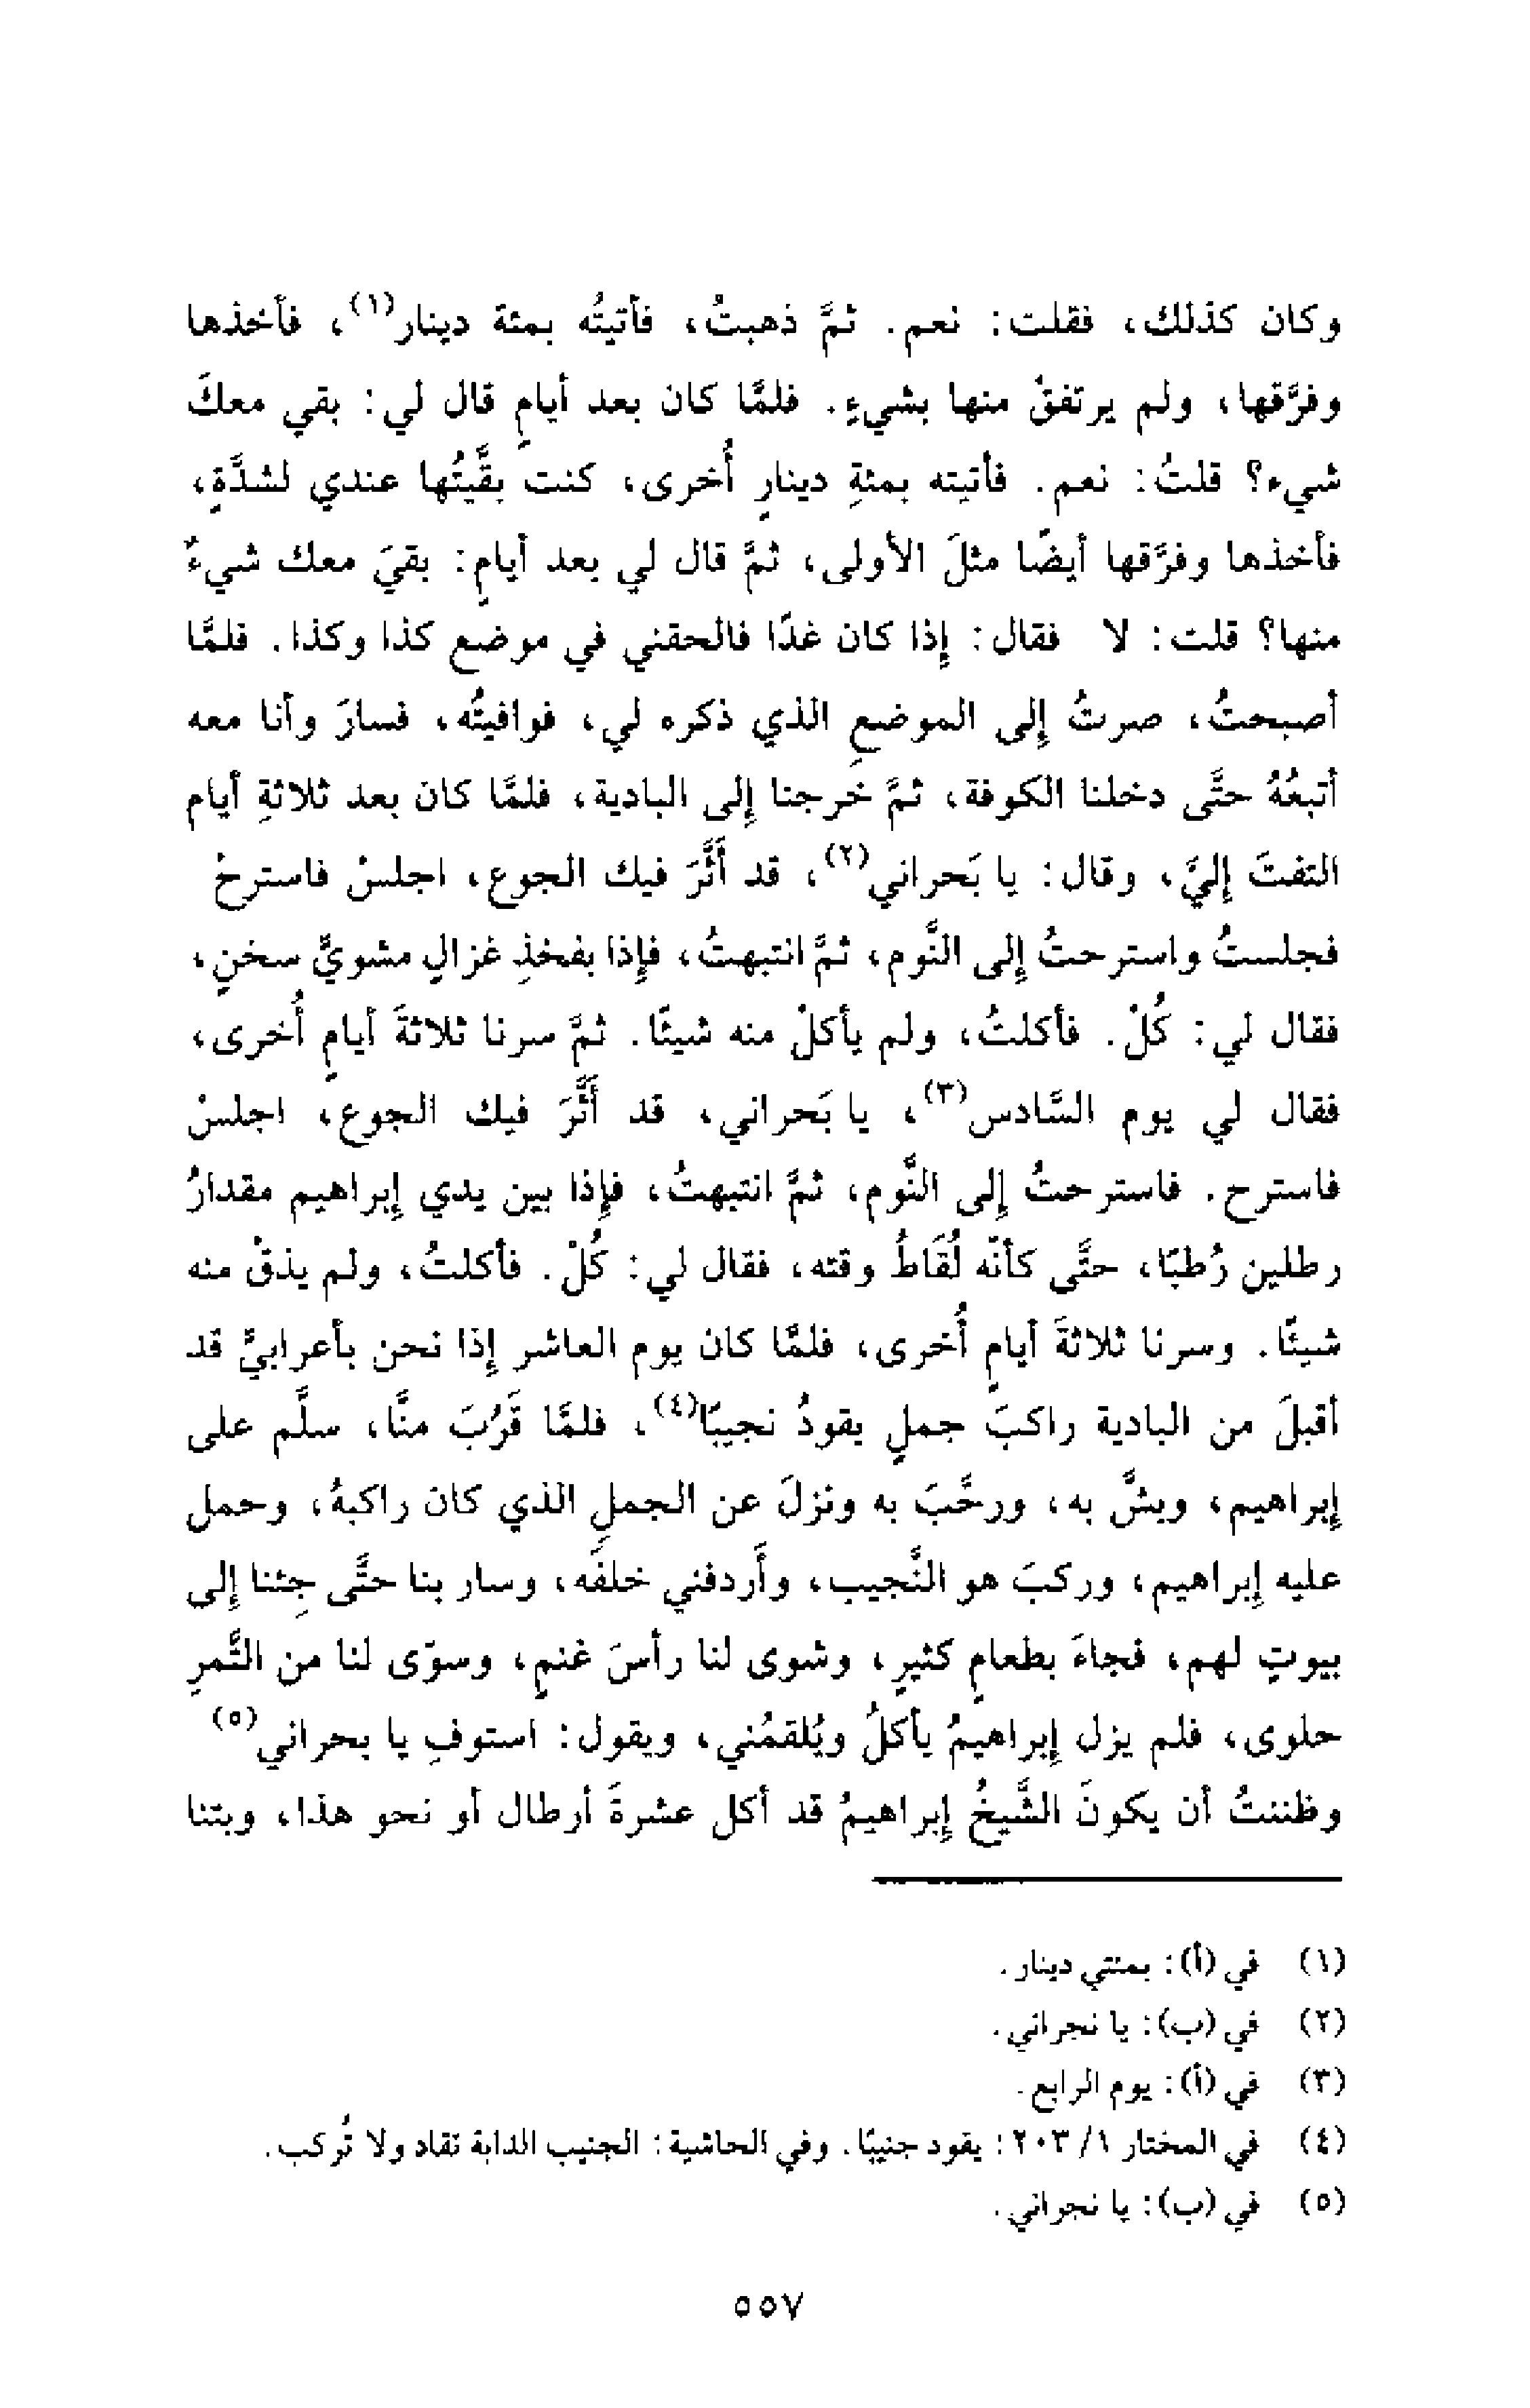 وكان كذلك، فقلت: نعم. ثمَّ ذهبتُ، فأتيتُه بمئة دينار(١)، فأخذها
وفرَّقها، ولم يرتفقْ منها بشيءٍ. فلمَّا كان بعد أيامٍ قال لي: بقي معكَ
شيء؟ قلتُ: نعم. فأتيته بمئةِ دينارٍ أُخرى، كنت بقَّيتُها عندي لشدَّةٍ،
فأخذها وفرَّقها أيضًا مثلَ الأولى، ثمَّ قال لي بعد أيامٍ: بقيَ معك شيءٌ
منها؟ قلت: لا فقال: إذا كان غدًا فالحقني في موضع كذا وكذا. فلمَّا
أصبحتُ، صرتُ إلى الموضعِ الذي ذكره لي، فوافيتُه، فسارَ وأنا معه
أتبعُهُ حتَّى دخلنا الكوفة، ثمَّ خرجنا إلى البادية، فلمَّا كان بعد ثلاثةِ أيام
التفتَ إليَّ، وقال: يا بَحراني(٢)، قد أثَّرَ فيك الجوع، اجلسْ فاسترحْ
فجلستُ واسترحتُ إلى النَّوم، ثمَّ انتبهتُ، فإذا بفخذِ غزالٍ مشويٍّ سخنٍ،
فقال لي: كُلْ. فأكلتُ، ولم يأكلْ منه شيئًا. ثمَّ سرنا ثلاثةَ أيامٍ أُخرى،
فقال لي يوم السَّادس(٣)، يا بَحراني، قد أَثَّرَ فيك الجوع، اجلسْ
فاسترح. فاسترحتُ إلى النَّوم، ثمَّ انتبهتُ، فإذا بين يدي إبراهيم مقدارُ
رطلين رُطبًا، حتَّى كأنَّه لُقَاطُ وقته، فقال لي: كُلْ. فأكلتُ، ولم يذقْ منه
شيئًا. وسرنا ثلاثةَ أيامٍ أُخرى، فلمَّا كان يوم العاشر إذا نحن بأعرابيٍّ قد
أقبلَ من البادية راكبَ جملٍ يقودُ نجيبًا(٤)، فلمَّا قَرُبَ منَّا، سلَّم على
إبراهيم، وبشَّ به، ورحَّبَ به ونزلَ عن الجملِ الذي كان راكبهُ، وحمل
عليه إبراهيم، وركبَ هو النَّجيب، وأَردفني خلفَه، وسار بنا حتَّى جِئنا إلى
بيوتٍ لهم، فجاءَ بطعامٍ كثيرٍ، وشوى لنا رأسَ غنمٍ، وسوّى لنا من التَّمرِ
حلوى، فلم يزل إبراهيمُ يأكلُ ويُلقمُني، ويقول: استوفِ يا بحراني(٥)
وظننتُ أن يكونَ الشَّيخُ إبراهيمُ قد أكل عشرةَ أرطال أو نحو هذا، وبتنا
(١) في (أ): بمئتي دينار.
(٢) في (ب): يا نجراني.
(٣) في (أ): يوم الرابع.
(٤) في المختار ١/ ٢٠٣: يقود جنيبًا. وفي الحاشية: الجنيب الدابة تقاد ولا تُركب.
(٥) في (ب): يا نجراني.
٥٥٧